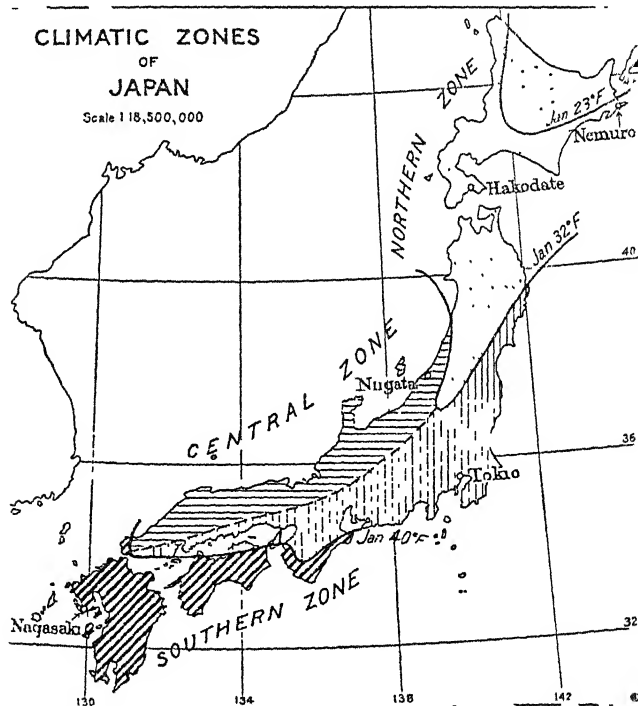 CLIMATIC ZONES
OF
JAPAN
Scale 1:18,500,000
NORTHERN ZONE
Jan 23°F
Nemuro
Hakodate
Jan 32°F
40
CENTRAL ZONE
Nugata
36
Tokio
Jan 40°F
SOUTHERN ZONE
Nagasaki
32
130
134
138
142